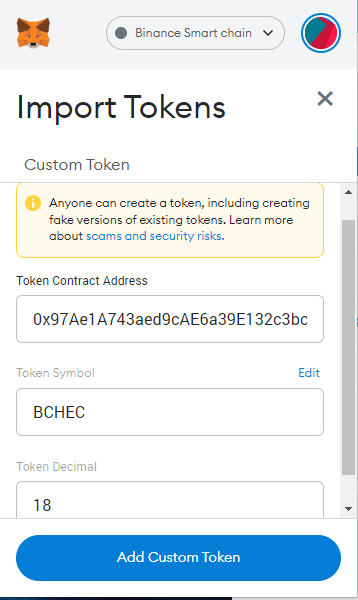 Binance Smart chain
Import Tokens
Custom Token
Anyone can create a token, including creating
fake versions of existing tokens. Learn more
about scams and security risks.
Token Contract Address
0x97Ae1A743aed9cAE6a39E132c3bc
Token Symbol
Edit
BCHEC
Token Decimal
18
Add Custom Token